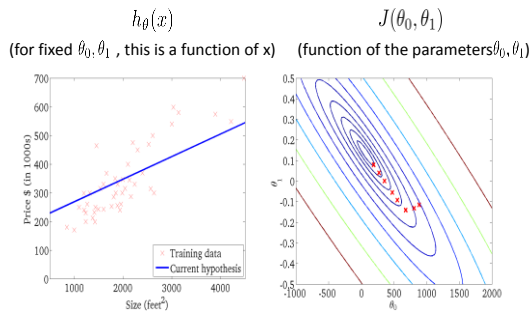 h_θ(x)
(for fixed θ₀, θ₁ , this is a function of x)
700
600
500
400
300
200
100
0
Price $ (in 1000s)
1000 2000 3000 4000
Size (feet²)
× Training data
Current hypothesis
J(θ₀, θ₁)
(function of the parameters θ₀, θ₁)
0.5
0.4
0.3
0.2
0.1
0
-0.1
-0.2
-0.3
-0.4
-0.5
θ₁
-1000 -500 0 500 1000 1500 2000
θ₀